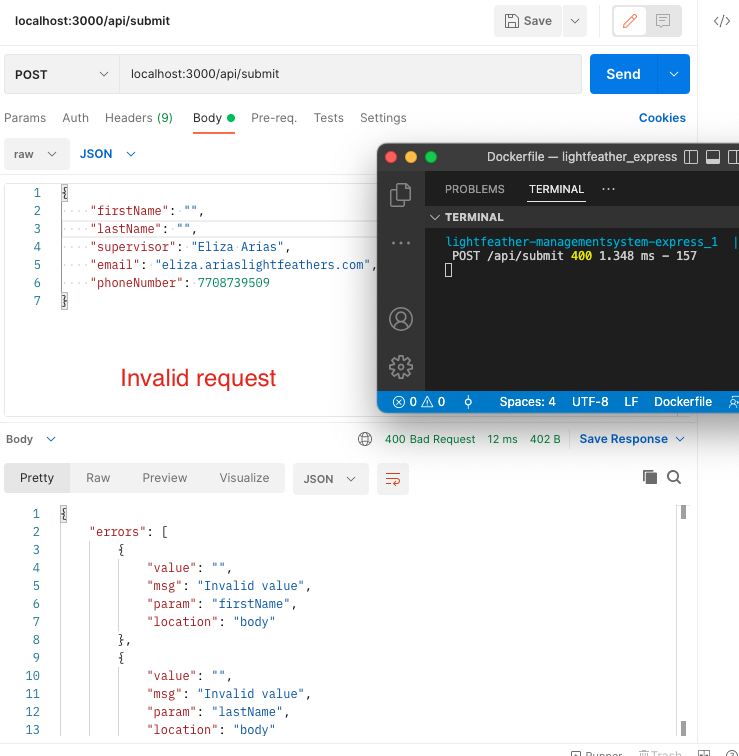 localhost:3000/api/submit
Save
POST
localhost:3000/api/submit
Send
Params Auth Headers (9) Body Pre-req. Tests Settings
Cookies
raw JSON
1 {
2 ····"firstName":·"",
3 ····"lastName":·"",
4 ····"supervisor":·"Eliza·Arias",
5 ····"email":·"eliza.ariaslightfeathers.com",
6 ····"phoneNumber":·7708739509
7 }
Invalid request
Dockerfile — lightfeather_express
PROBLEMS TERMINAL ···
TERMINAL
lightfeather-managementsystem-express_1 |
POST /api/submit 400 1.348 ms - 157
0 0 Spaces: 4 UTF-8 LF Dockerfile
Body
400 Bad Request 12 ms 402 B Save Response
Pretty Raw Preview Visualize JSON
1 {
2 "errors": [
3 {
4 "value": "",
5 "msg": "Invalid value",
6 "param": "firstName",
7 "location": "body"
8 },
9 {
10 "value": "",
11 "msg": "Invalid value",
12 "param": "lastName",
13 "location": "body"
Runner Trash